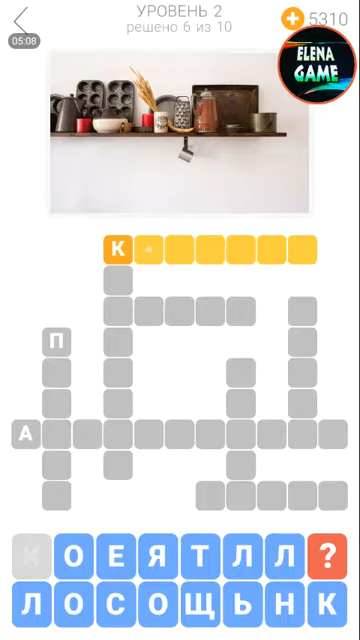 УРОВЕНЬ 2
решено 6 из 10
5310
05:08
ELENA
GAME
К
П
А
К О Е Я Т Л Л ?
Л О С О Щ Ь Н К